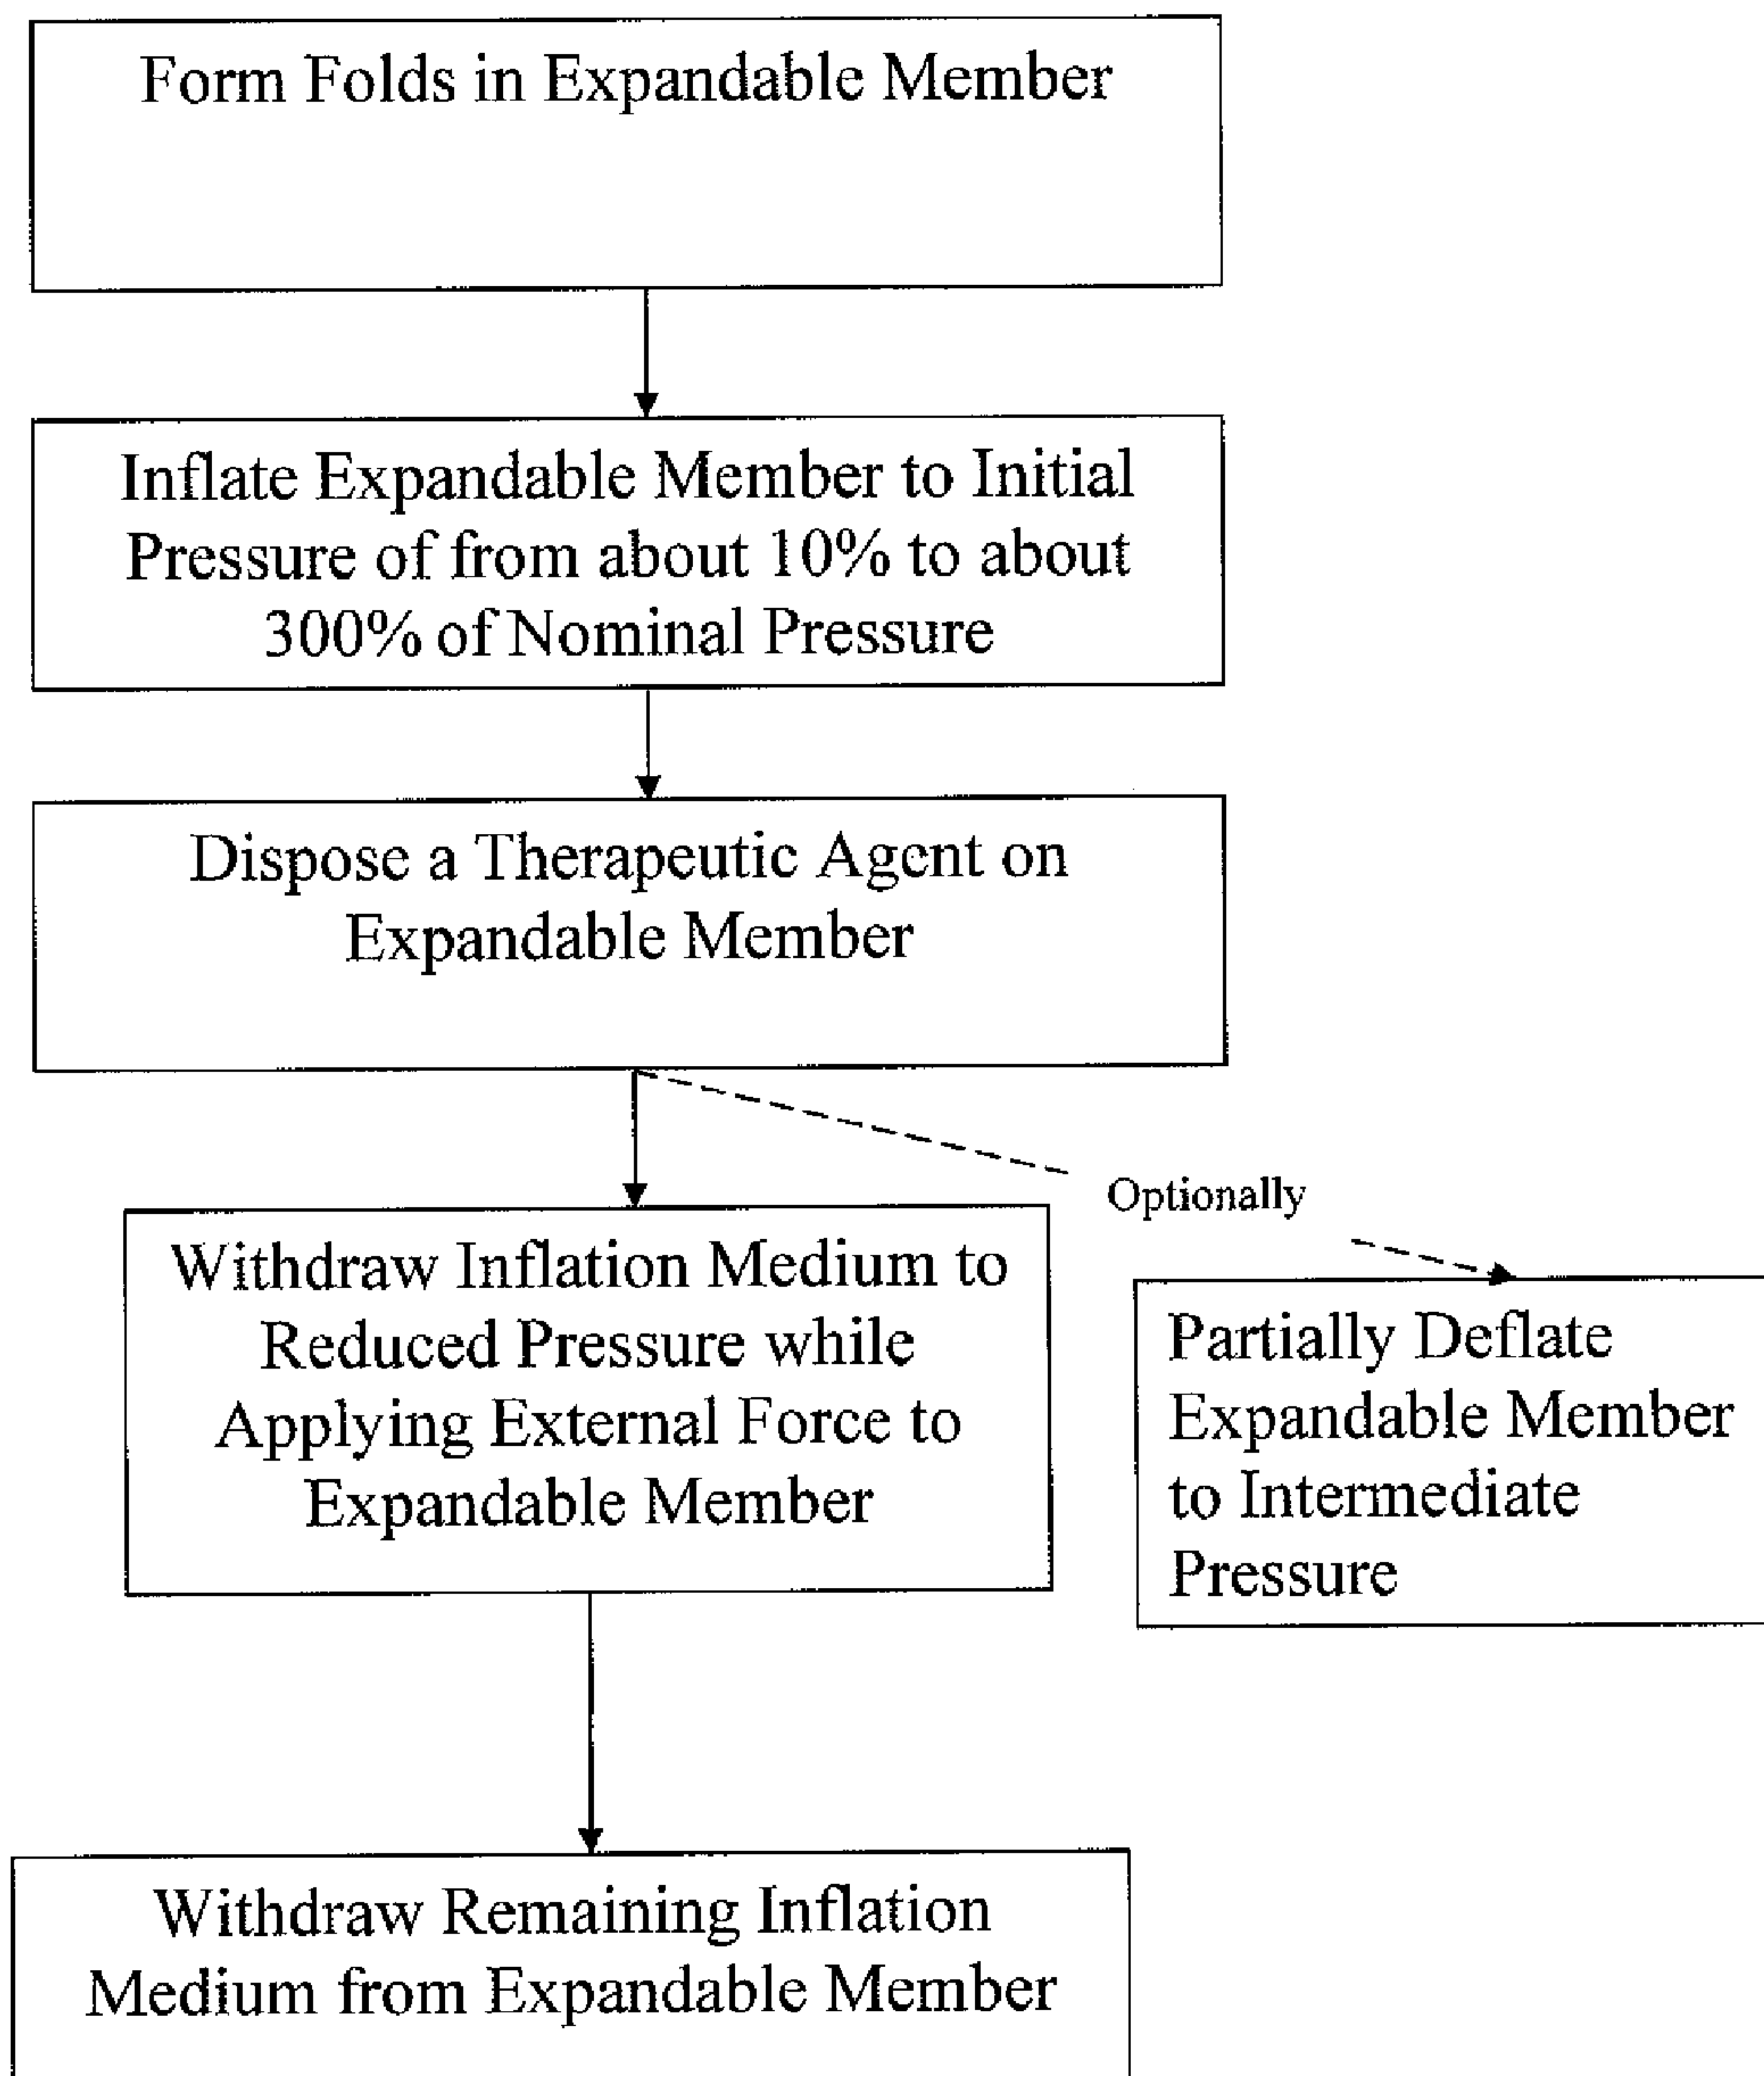 Form Folds in Expandable Member
Inflate Expandable Member to Initial
Pressure of from about 10% to about
300% of Nominal Pressure
Dispose a Therapeutic Agent on
Expandable Member
Optionally
Withdraw Inflation Medium to
Reduced Pressure while
Applying External Force to
Expandable Member
Partially Deflate
Expandable Member
to Intermediate
Pressure
Withdraw Remaining Inflation
Medium from Expandable Member